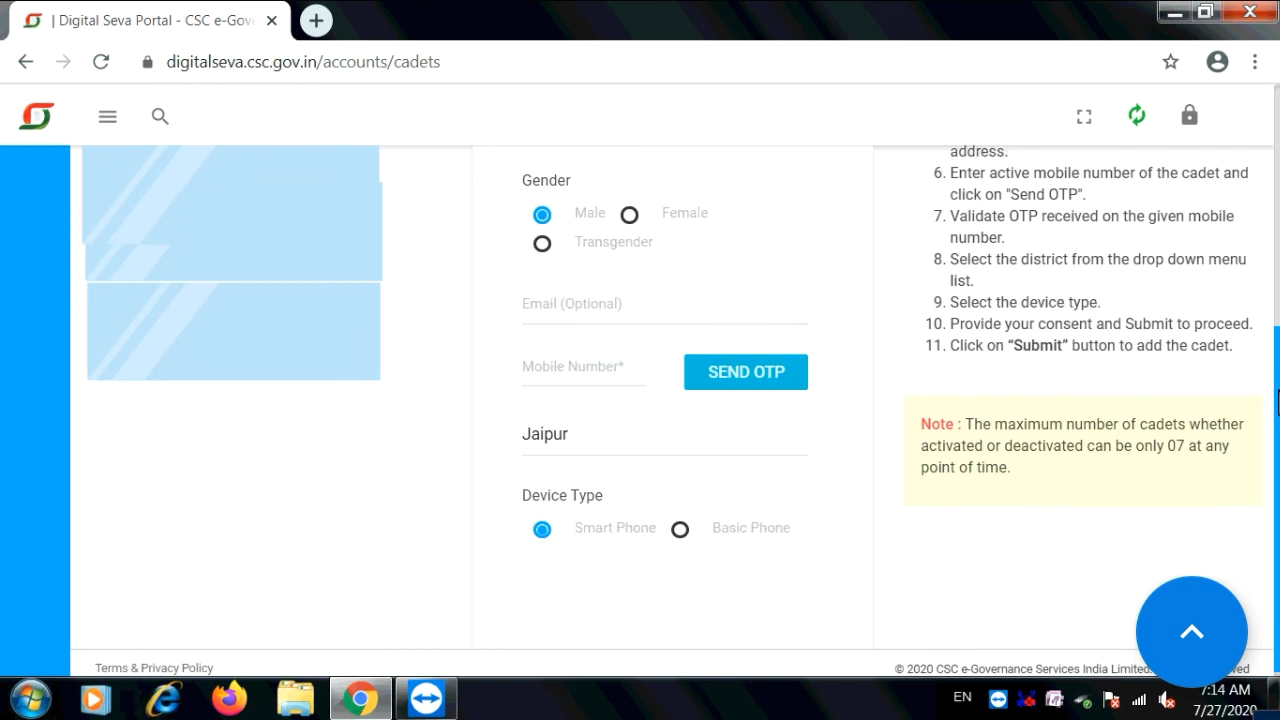 | Digital Seva Portal - CSC e-Gov
digitalseva.csc.gov.in/accounts/cadets
Gender
Male Female
Transgender
Email (Optional)
Mobile Number*
SEND OTP
Jaipur
Device Type
Smart Phone Basic Phone
address.
6. Enter active mobile number of the cadet and
click on "Send OTP".
7. Validate OTP received on the given mobile
number.
8. Select the district from the drop down menu
list.
9. Select the device type.
10. Provide your consent and Submit to proceed.
11. Click on “Submit” button to add the cadet.
Note : The maximum number of cadets whether
activated or deactivated can be only 07 at any
point of time.
Terms & Privacy Policy
© 2020 CSC e-Governance Services India Limited. ved
EN
7:14 AM
7/27/2020